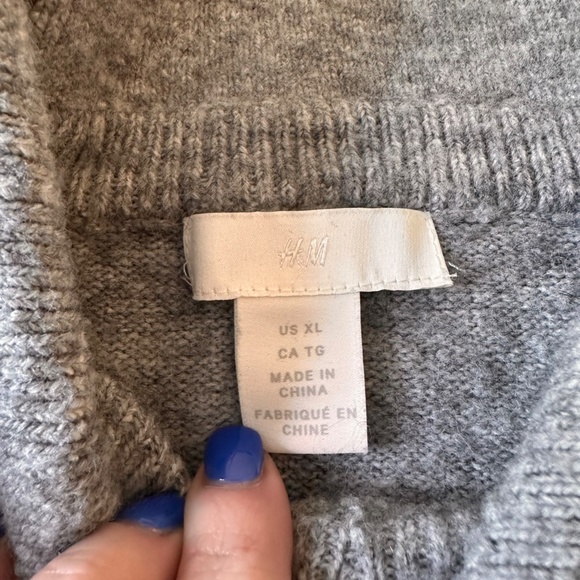 H&M
US XL
CA TG
MADE IN
CHINA
FABRIQUÉ EN
CHINE